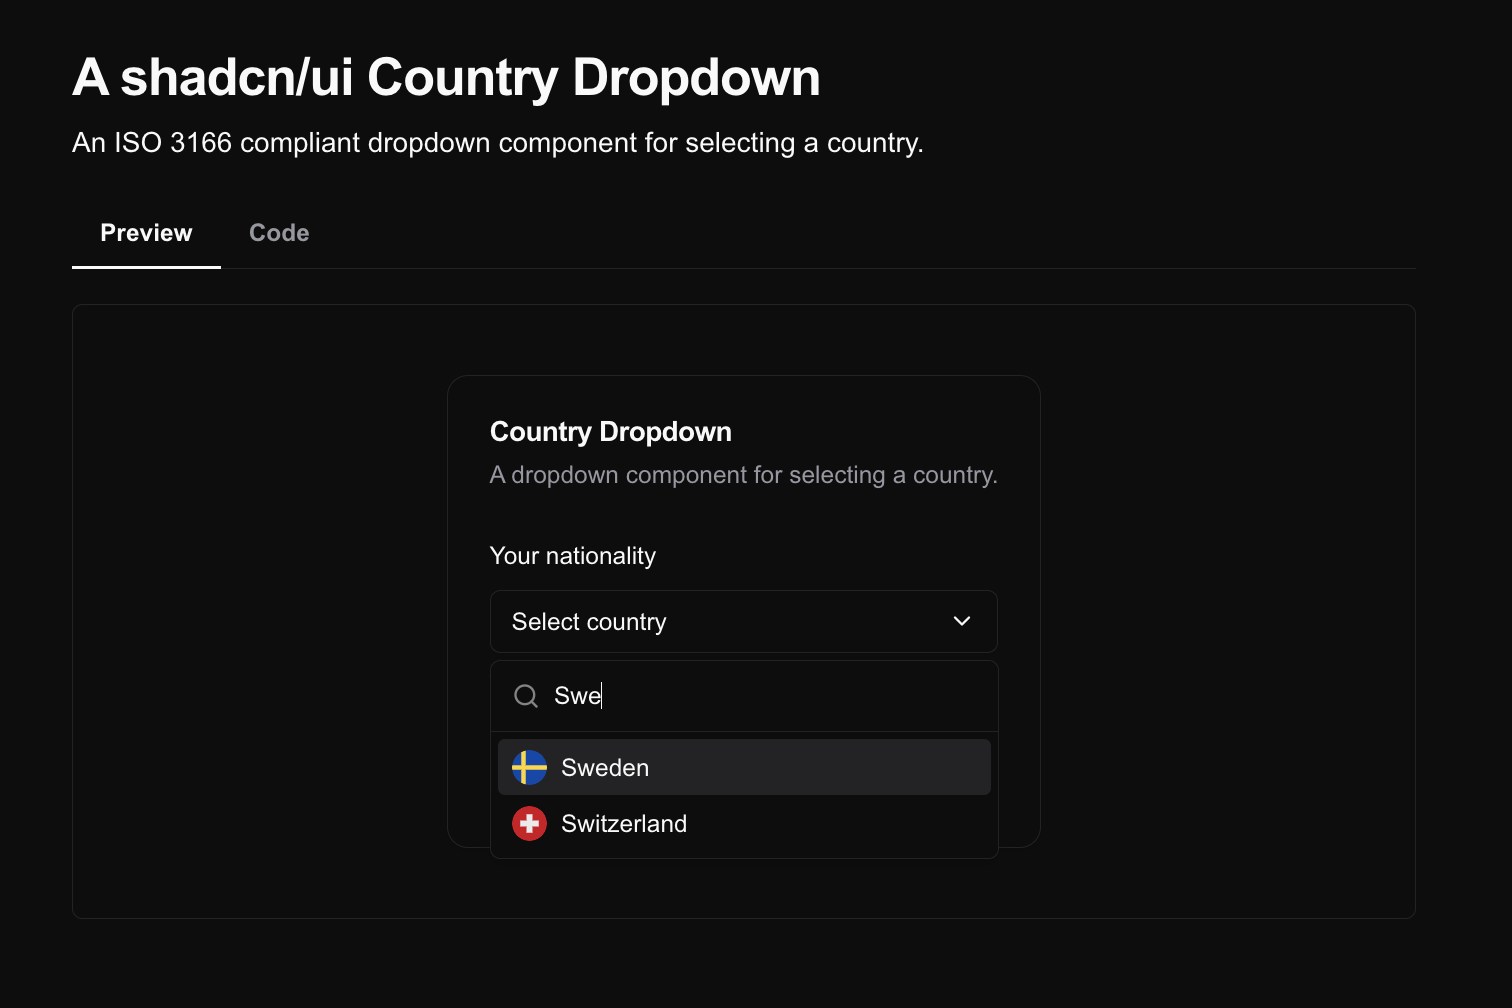 A shadcn/ui Country Dropdown
An ISO 3166 compliant dropdown component for selecting a country.
Preview Code
Country Dropdown
A dropdown component for selecting a country.
Your nationality
Select country
Swe
Sweden
Switzerland